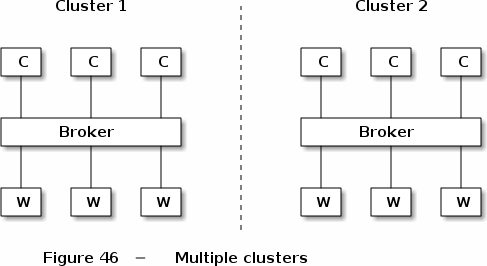 Cluster 1 Cluster 2
C C C C C C
Broker Broker
W W W W W W
Figure 46 – Multiple clusters